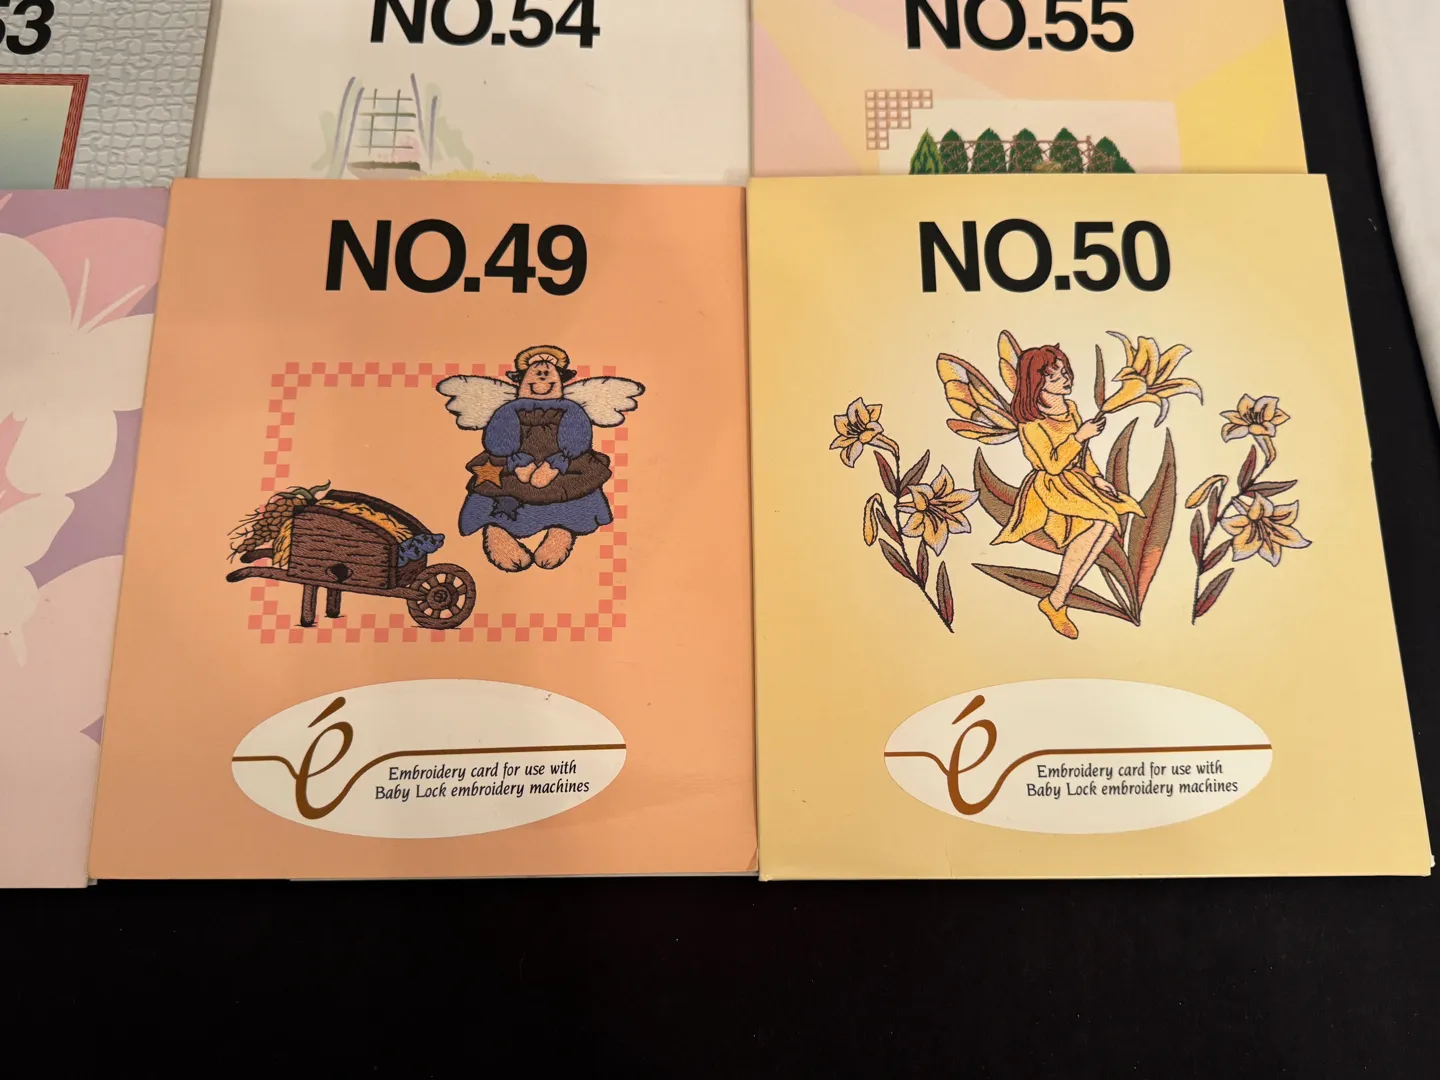 53
NO.54
NO.55
NO.49
NO.50
é
Embroidery card for use with
Baby Lock embroidery machines
é
Embroidery card for use with
Baby Lock embroidery machines